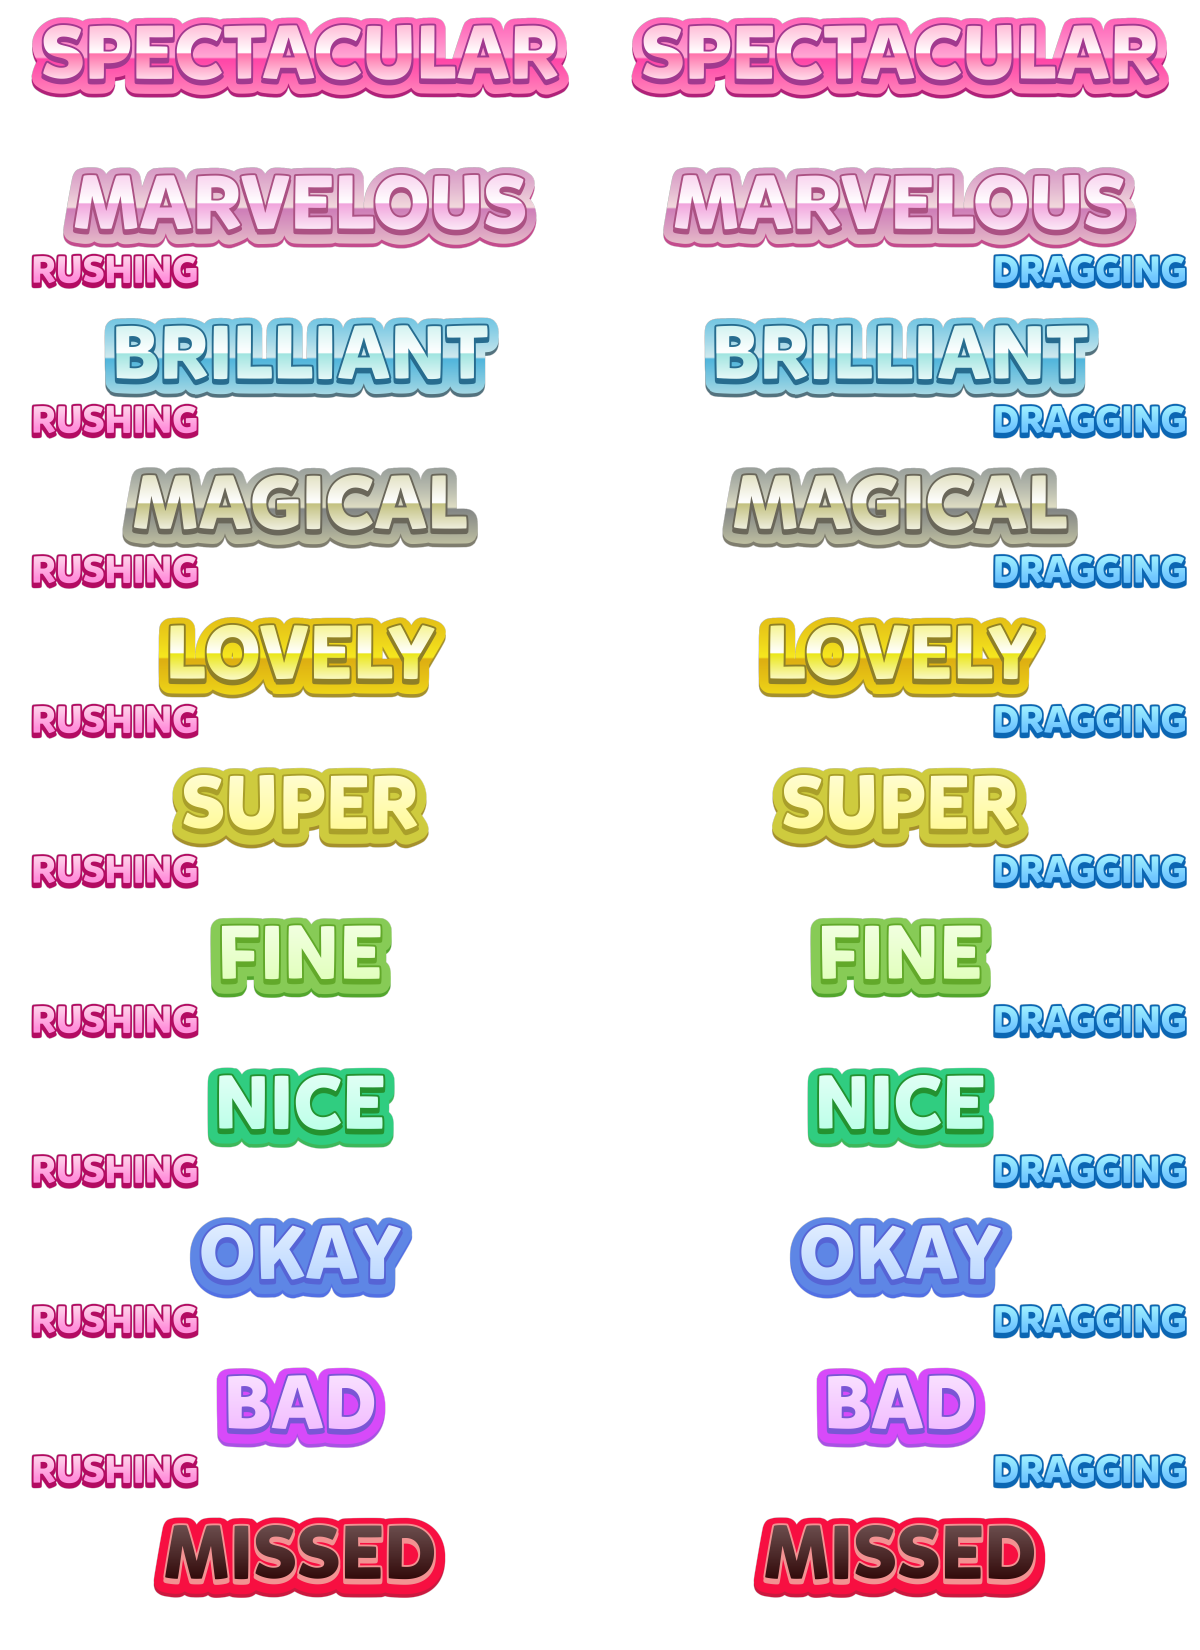 SPECTACULAR SPECTACULAR
MARVELOUS MARVELOUS
RUSHING DRAGGING
BRILLIANT BRILLIANT
RUSHING DRAGGING
MAGICAL MAGICAL
RUSHING DRAGGING
LOVELY LOVELY
RUSHING DRAGGING
SUPER SUPER
RUSHING DRAGGING
FINE FINE
RUSHING DRAGGING
NICE NICE
RUSHING DRAGGING
OKAY OKAY
RUSHING DRAGGING
BAD BAD
RUSHING DRAGGING
MISSED MISSED